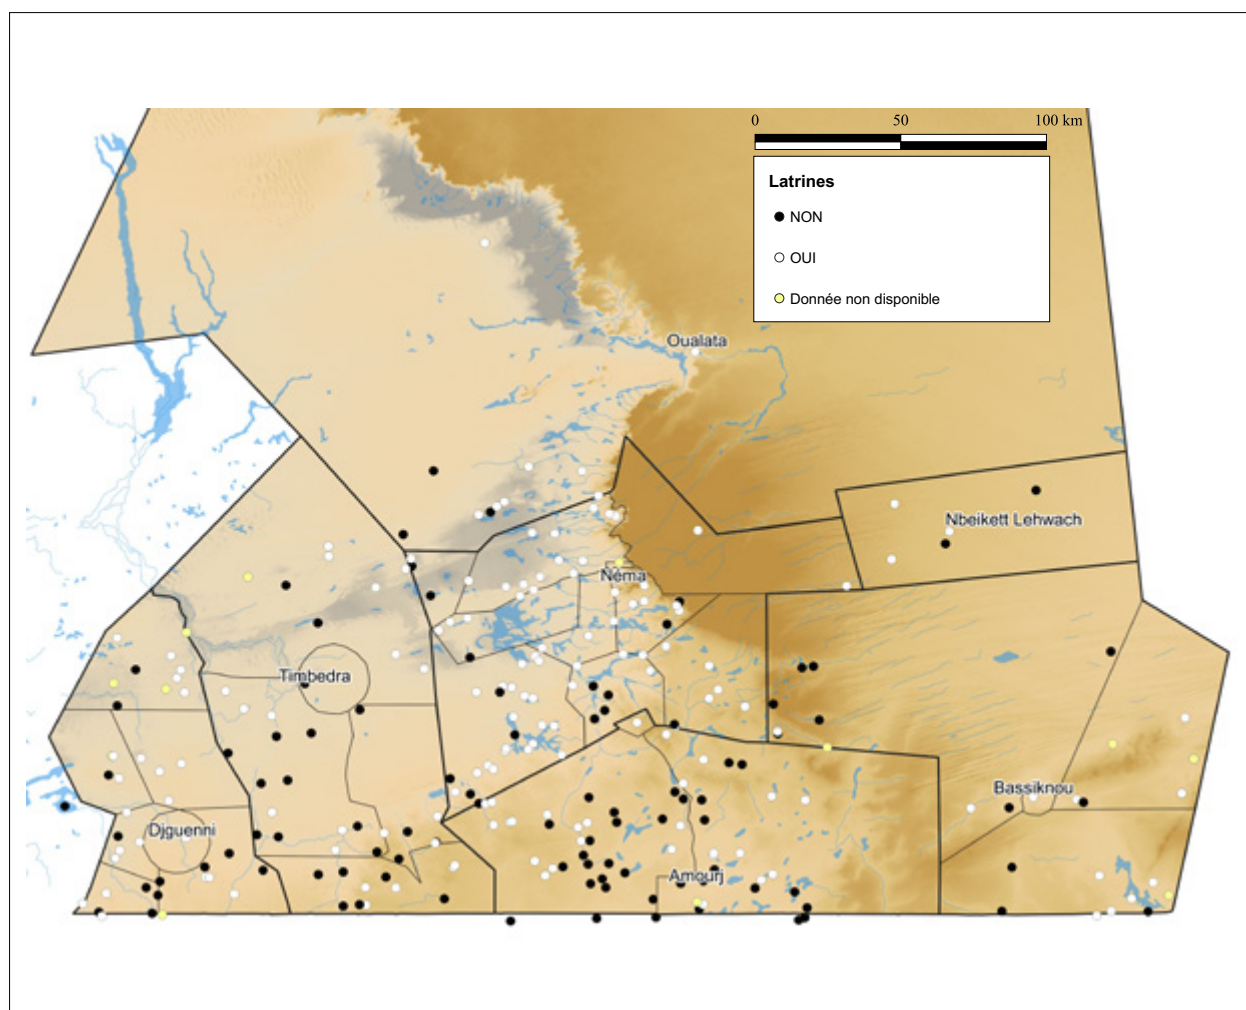 0 50 100 km
Latrines
NON
OUI
Donnée non disponible
Oualata
Nbeikett Lehwach
Néma
Timbedra
Bassiknou
Djguenni
Amourj